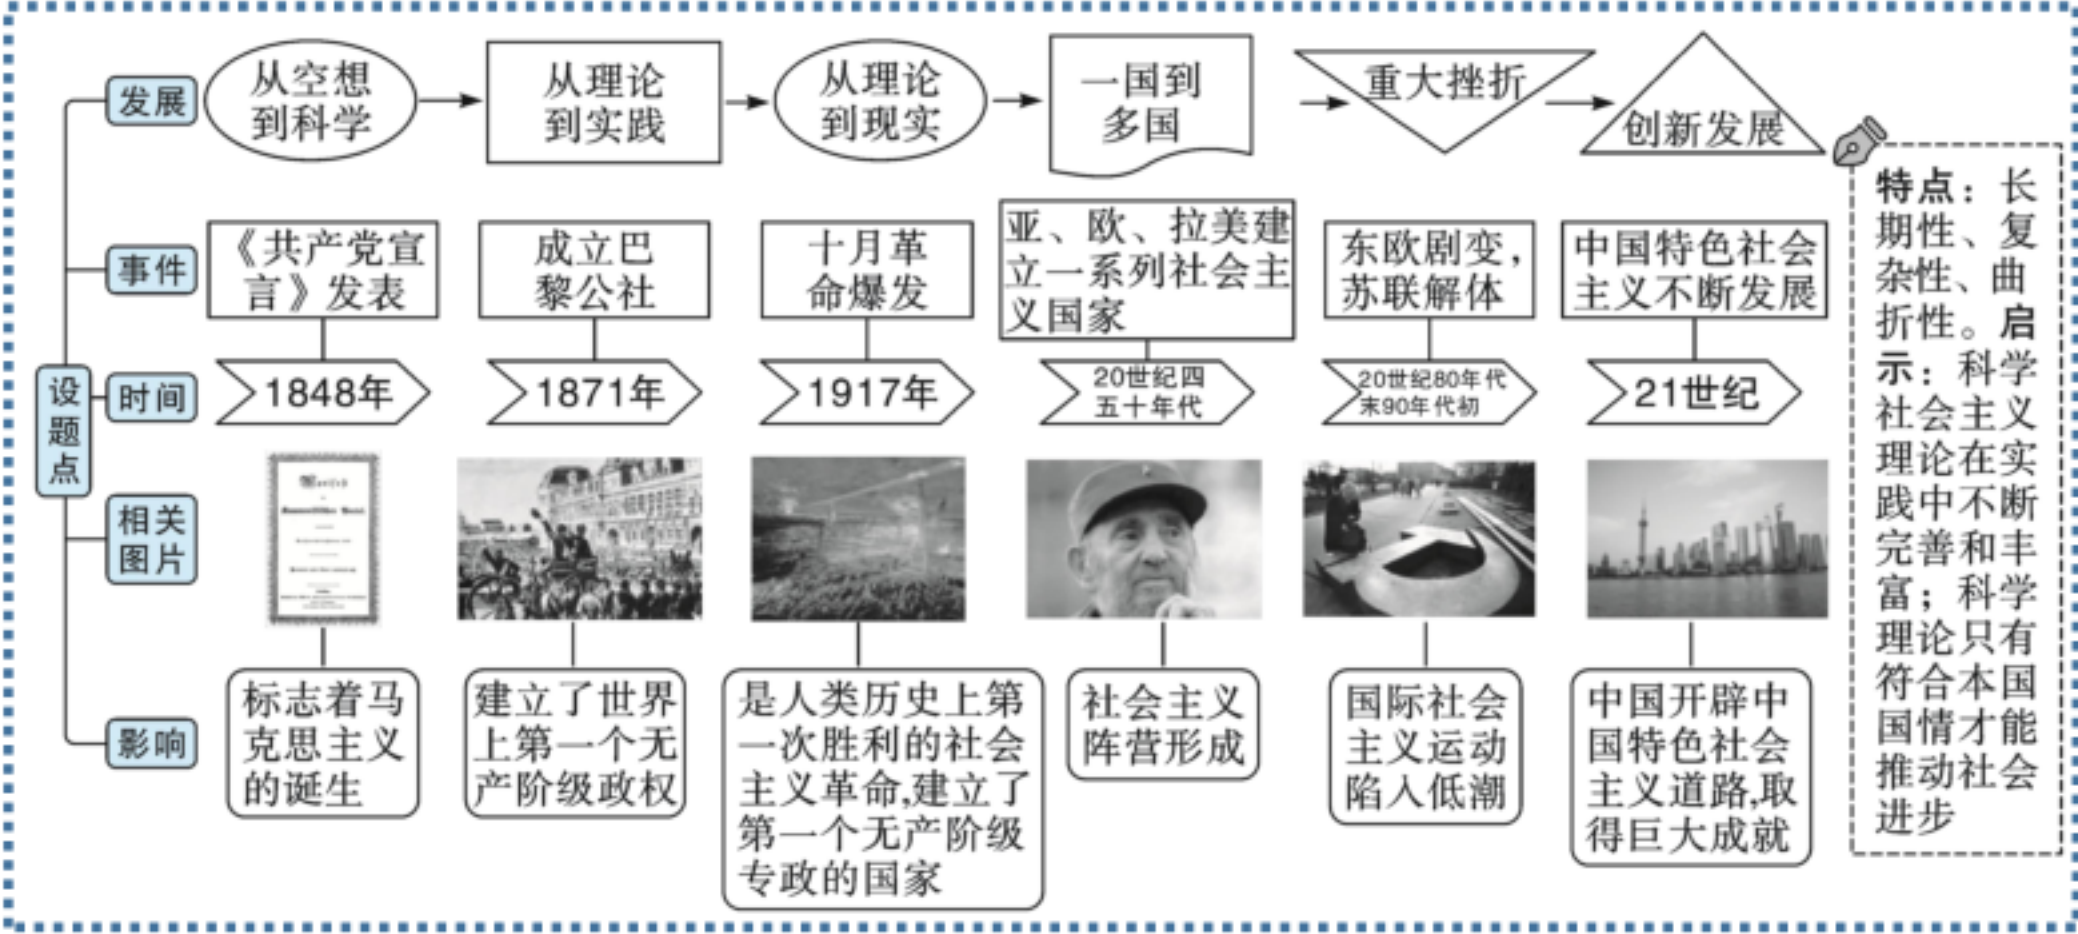 设
题
点
发展
从空想
到科学
从理论
到实践
从理论
到现实
一国到
多国
重大挫折
创新发展
事件
《共产党宣
言》发表
成立巴
黎公社
十月革
命爆发
亚、欧、拉美建
立一系列社会主
义国家
东欧剧变,
苏联解体
中国特色社会
主义不断发展
时间
1848年
1871年
1917年
20世纪四
五十年代
20世纪80年代
末90年代初
21世纪
相关
图片
影响
标志着马
克思主义
的诞生
建立了世界
上第一个无
产阶级政权
是人类历史上第
一次胜利的社会
主义革命,建立了
第一个无产阶级
专政的国家
社会主义
阵营形成
国际社会
主义运动
陷入低潮
中国开辟中
国特色社会
主义道路,取
得巨大成就
特点：长
期性、复
杂性、曲
折性。启
示：科学
社会主义
理论在实
践中不断
完善和丰
富；科学
理论只有
符合本国
国情才能
推动社会
进步